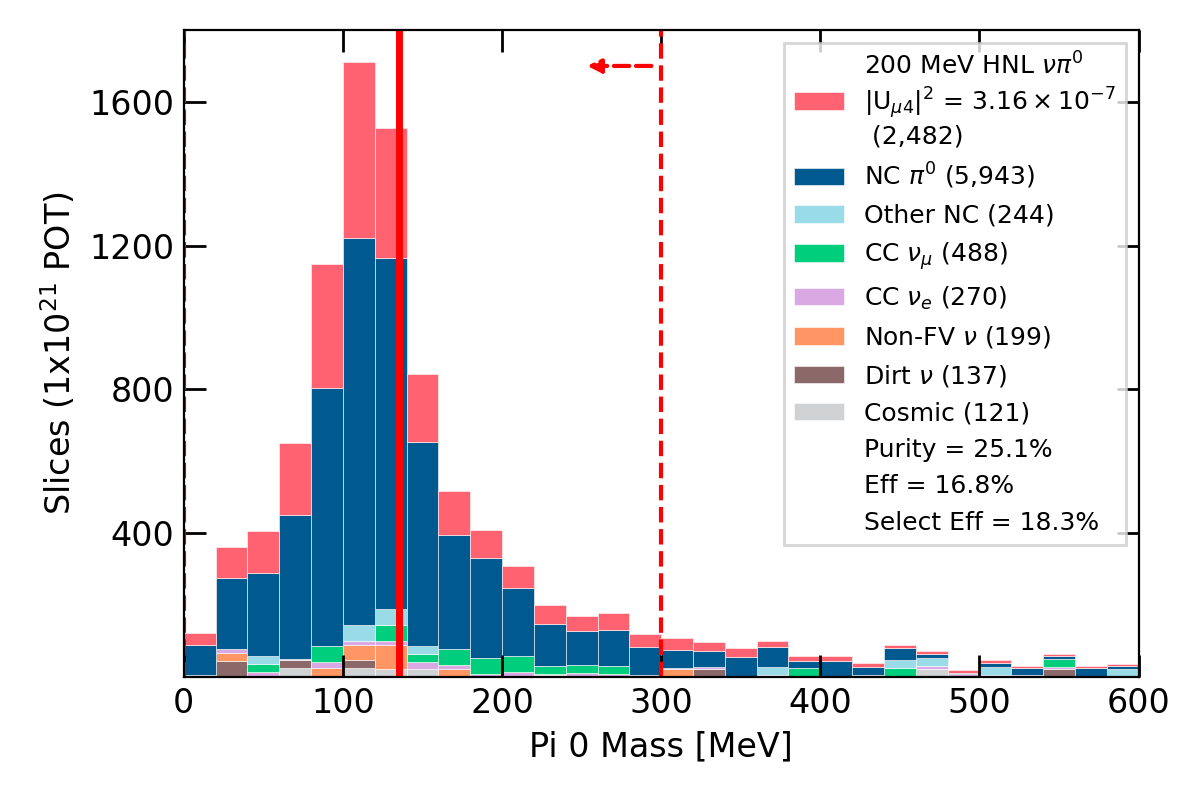 200 MeV HNL νπ⁰
|U_μ4|² = 3.16 × 10⁻⁷
(2,482)
NC π⁰ (5,943)
Other NC (244)
CC ν_μ (488)
CC ν_e (270)
Non-FV ν (199)
Dirt ν (137)
Cosmic (121)
Purity = 25.1%
Eff = 16.8%
Select Eff = 18.3%
1600
1200
800
400
Slices (1x10²¹ POT)
0 100 200 300 400 500 600
Pi 0 Mass [MeV]